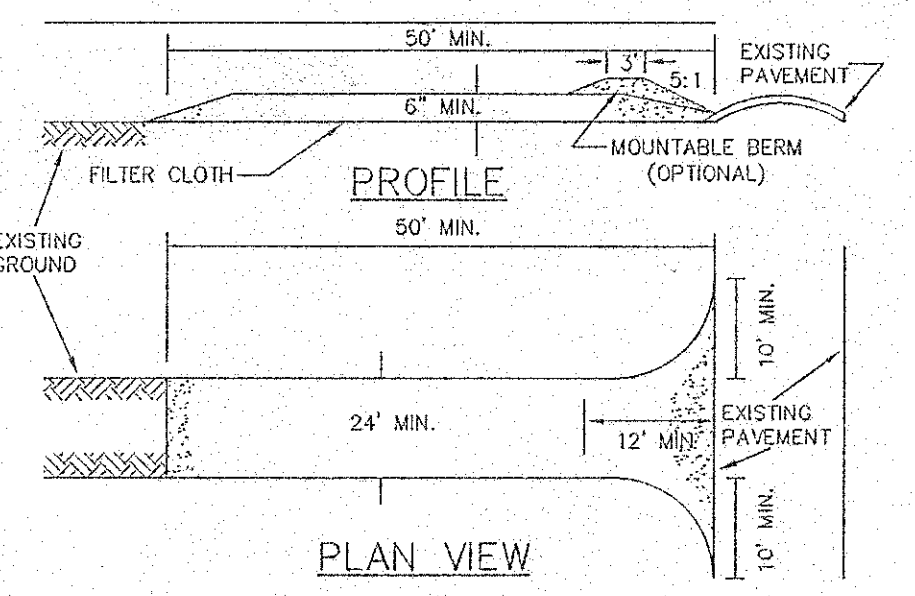 50' MIN.
3'
5:1
EXISTING
PAVEMENT
6" MIN.
MOUNTABLE BERM
(OPTIONAL)
FILTER CLOTH
PROFILE
EXISTING
GROUND
50' MIN.
10' MIN.
24' MIN.
12' MIN
EXISTING
PAVEMENT
10' MIN.
PLAN VIEW